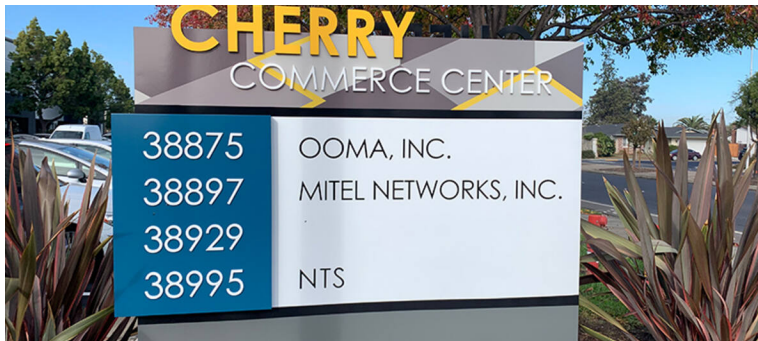 CHERRY
COMMERCE CENTER
38875 OOMA, INC.
38897 MITEL NETWORKS, INC.
38929
38995 NTS